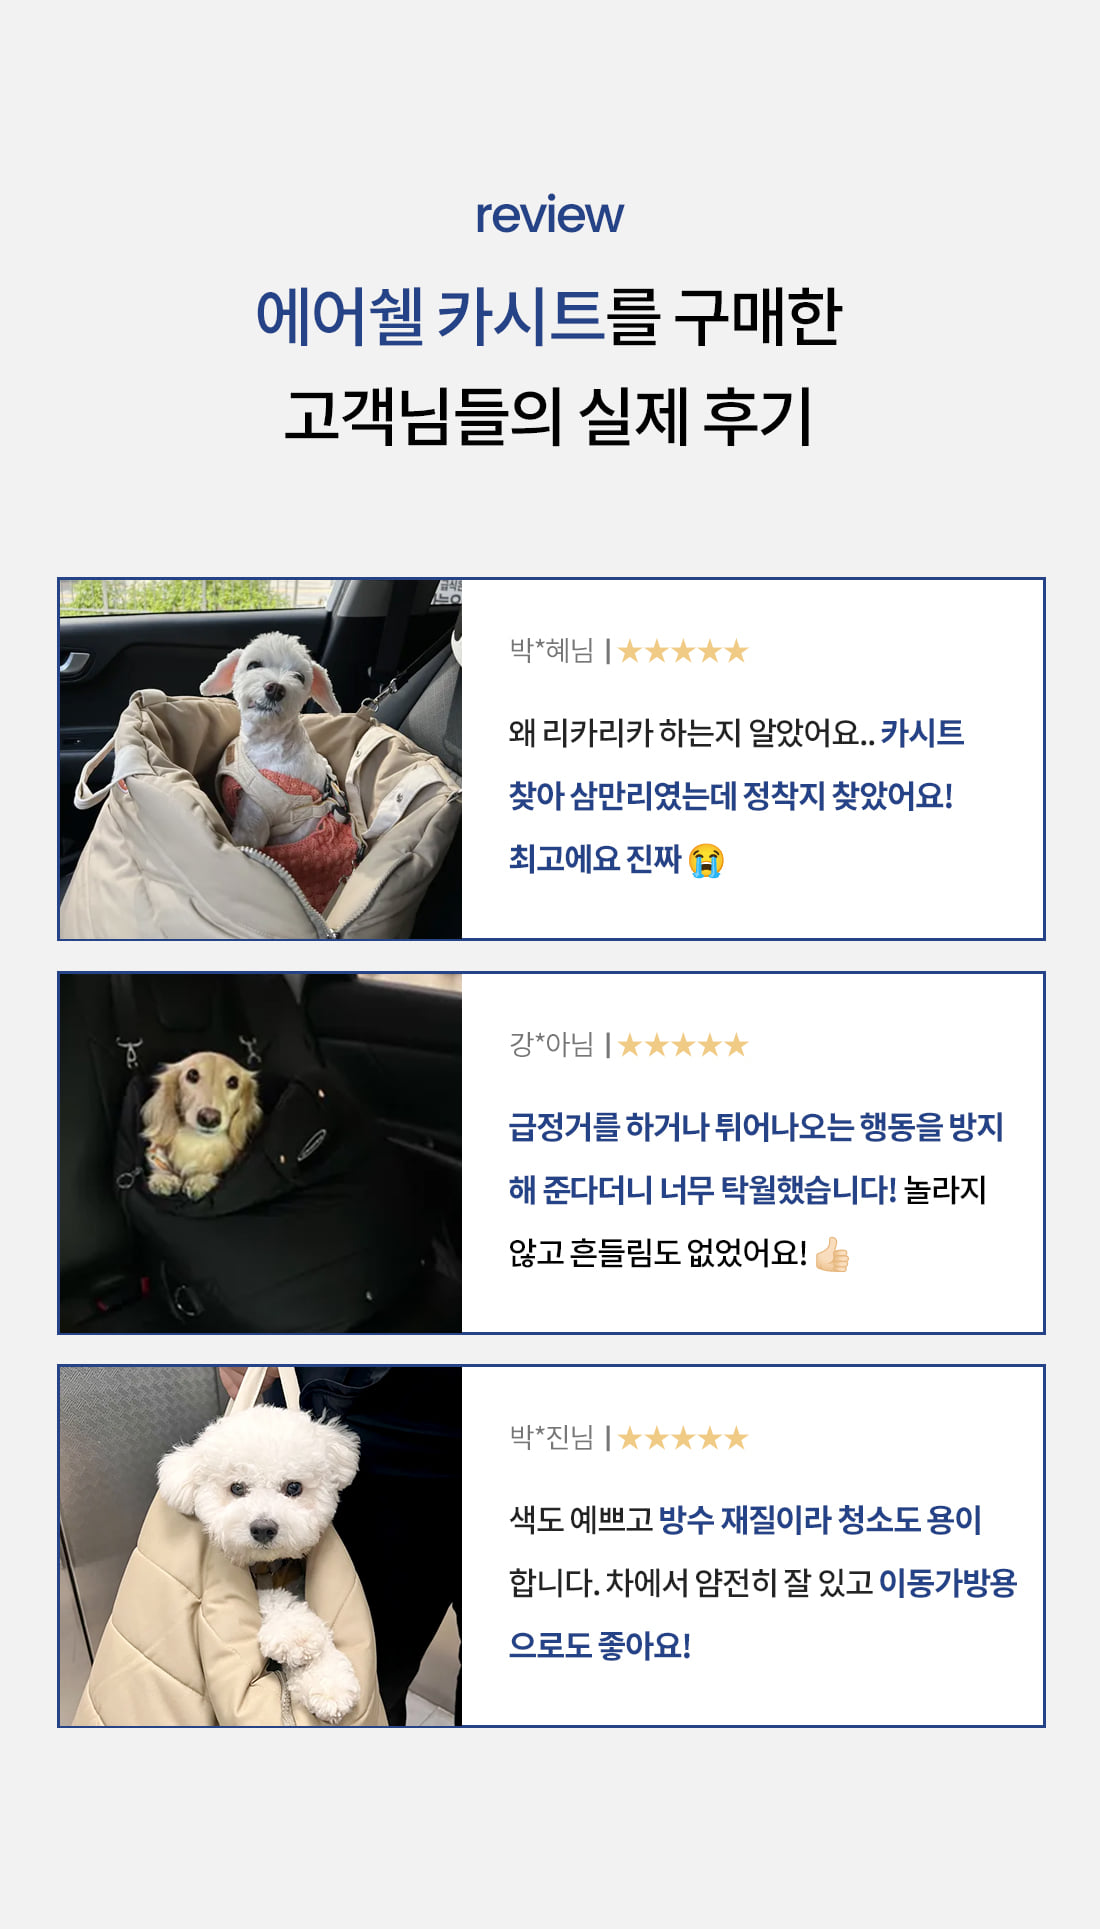 review
에어쉘 카시트를 구매한
고객님들의 실제 후기
박*혜님 | ★★★★★
왜 리카리카 하는지 알았어요.. 카시트
찾아 삼만리였는데 정착지 찾았어요!
최고에요 진짜 😭
강*아님 | ★★★★★
급정거를 하거나 튀어나오는 행동을 방지
해 준다더니 너무 탁월했습니다! 놀라지
않고 흔들림도 없었어요! 👍🏻
박*진님 | ★★★★★
색도 예쁘고 방수 재질이라 청소도 용이
합니다. 차에서 얌전히 잘 있고 이동가방용
으로도 좋아요!